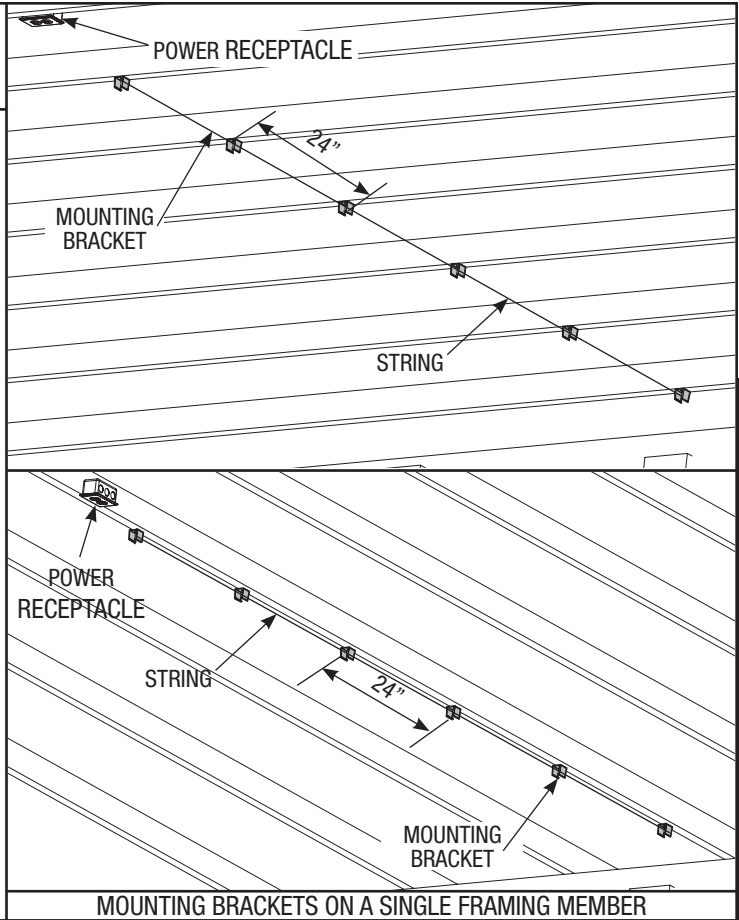 POWER RECEPTACLE
24”
MOUNTING
BRACKET
STRING
POWER
RECEPTACLE
STRING
24”
MOUNTING
BRACKET
MOUNTING BRACKETS ON A SINGLE FRAMING MEMBER